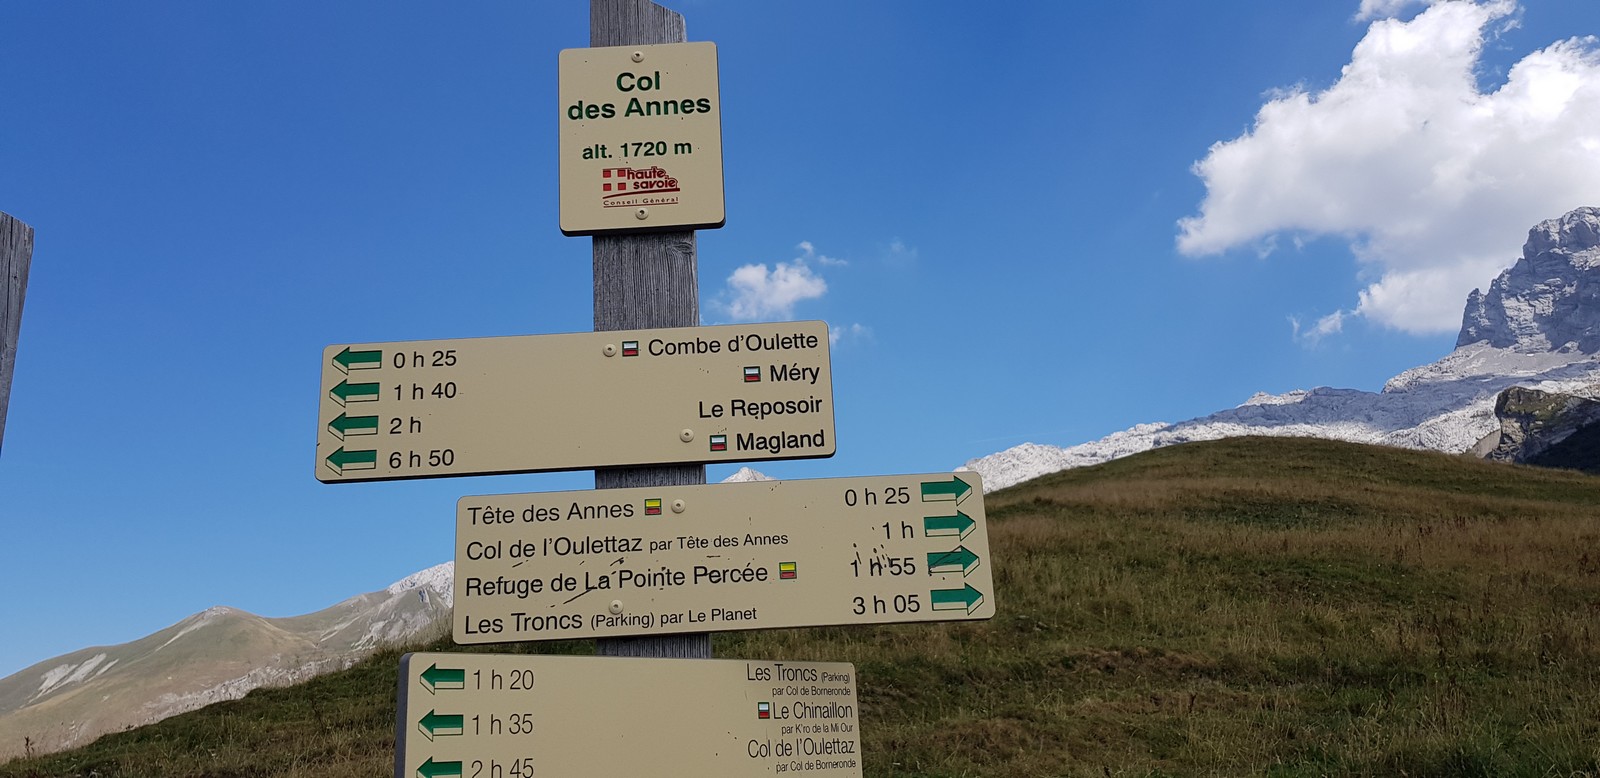 Col
des Annes
alt. 1720 m
haute
savoie
Conseil Général
0 h 25 Combe d'Oulette
1 h 40 Méry
2 h Le Reposoir
6 h 50 Magland
Tête des Annes 0 h 25
Col de l'Oulettaz par Tête des Annes 1 h
Refuge de La Pointe Percée 1 h 55
Les Troncs (Parking) par Le Planet 3 h 05
1 h 20 Les Troncs (Parking)
par Col de Borneronde
1 h 35 Le Chinaillon
par K'ro de la Mi Our
2 h 45 Col de l'Oulettaz
par Col de Borneronde